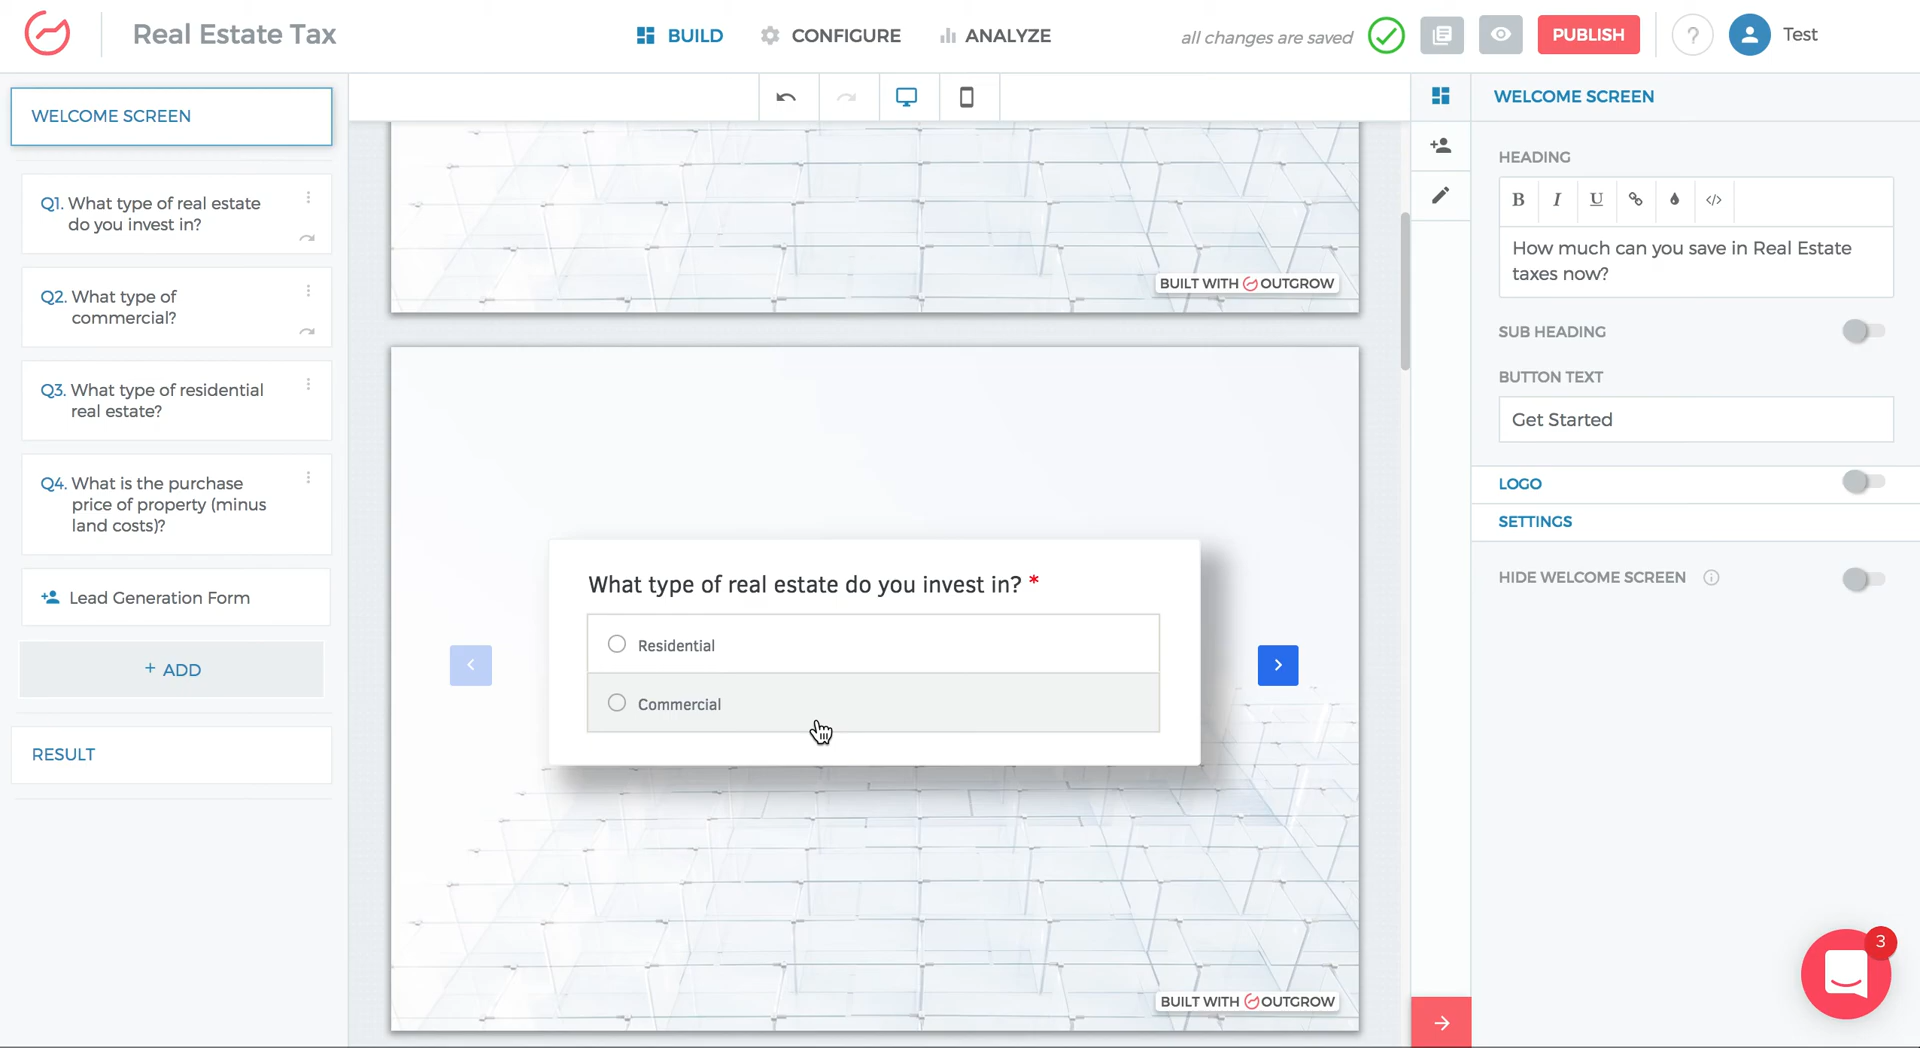 Real Estate Tax
BUILD
CONFIGURE
ANALYZE
all changes are saved
PUBLISH
?
Test
WELCOME SCREEN
Q1. What type of real estate
do you invest in?
Q2. What type of
commercial?
Q3. What type of residential
real estate?
Q4. What is the purchase
price of property (minus
land costs)?
Lead Generation Form
+ ADD
RESULT
BUILT WITH OUTGROW
What type of real estate do you invest in? *
Residential
Commercial
BUILT WITH OUTGROW
WELCOME SCREEN
HEADING
B I U </>
How much can you save in Real Estate
taxes now?
SUB HEADING
BUTTON TEXT
Get Started
LOGO
SETTINGS
HIDE WELCOME SCREEN
3